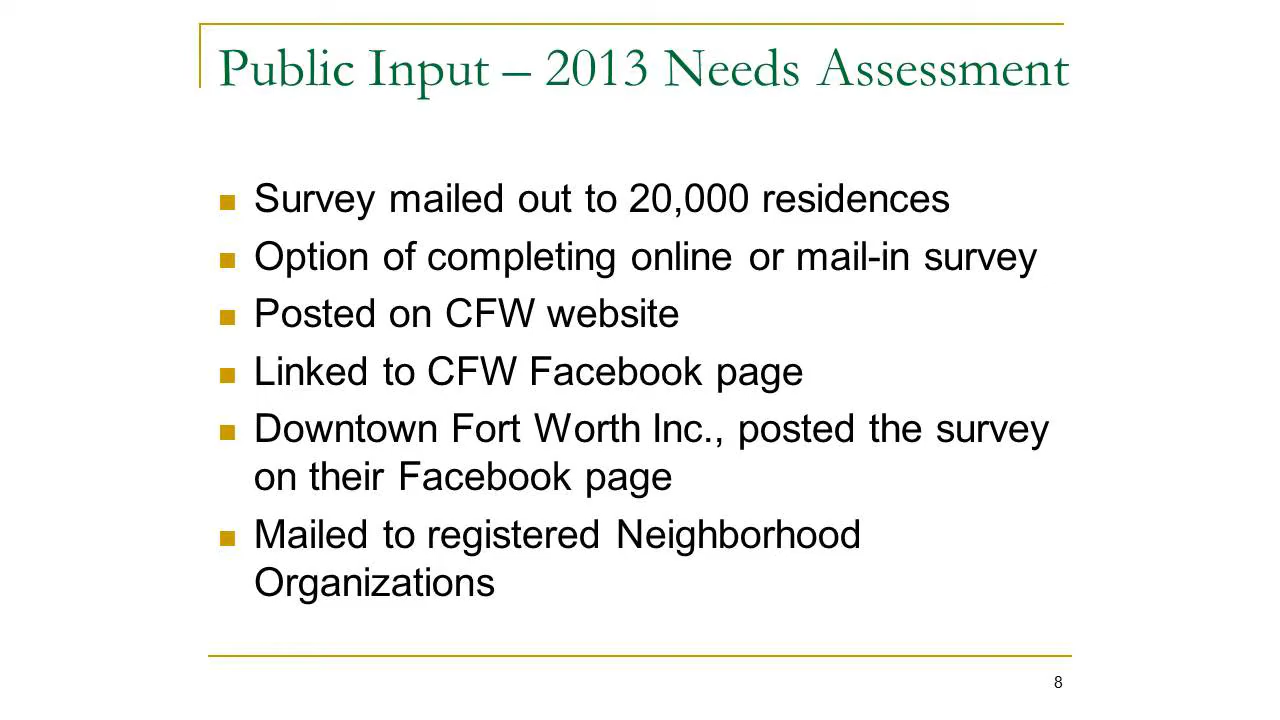 Public Input – 2013 Needs Assessment
Survey mailed out to 20,000 residences
Option of completing online or mail-in survey
Posted on CFW website
Linked to CFW Facebook page
Downtown Fort Worth Inc., posted the survey
on their Facebook page
Mailed to registered Neighborhood
Organizations
8